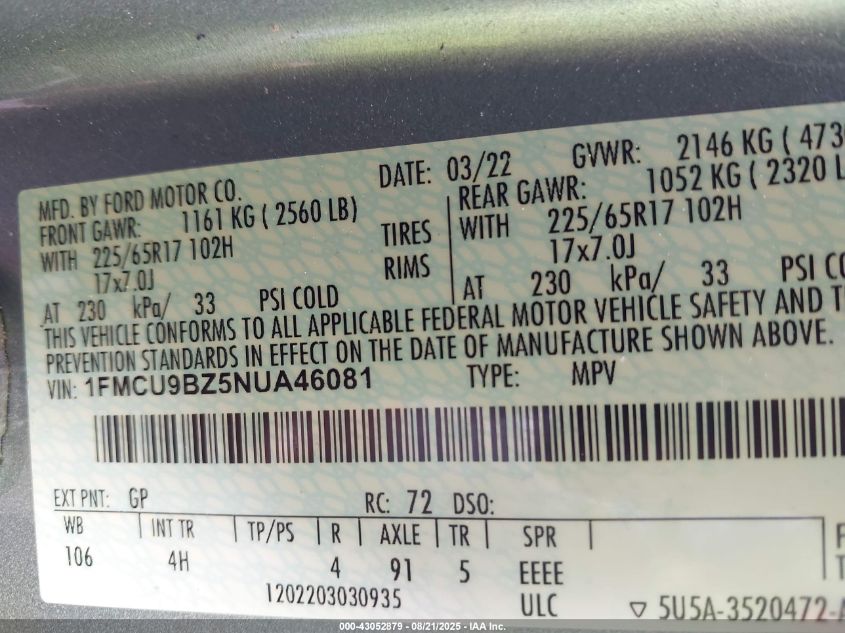 MFD. BY FORD MOTOR CO. DATE: 03/22 GVWR: 2146 KG ( 473
FRONT GAWR: 1161 KG ( 2560 LB) REAR GAWR: 1052 KG ( 2320 L
WITH 225/65R17 102H TIRES WITH 225/65R17 102H
17x7.0J RIMS 17x7.0J
AT 230 kPa/ 33 PSI COLD AT 230 kPa/ 33 PSI CO
THIS VEHICLE CONFORMS TO ALL APPLICABLE FEDERAL MOTOR VEHICLE SAFETY AND T
PREVENTION STANDARDS IN EFFECT ON THE DATE OF MANUFACTURE SHOWN ABOVE.
VIN: 1FMCU9BZ5NUA46081 TYPE: MPV
EXT PNT: GP RC: 72 DSO:
WB INT TR TP/PS R AXLE TR SPR
106 4H 4 91 5 EEEE
1202203030935 ULC ▽ 5U5A-3520472-A
000-43052879 - 08/21/2025 - IAA Inc.